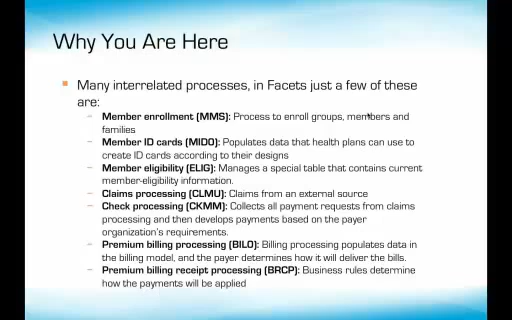 Why You Are Here
Many interrelated processes, in Facets just a few of these
are:
– Member enrollment (MMS): Process to enroll groups, members and
families
– Member ID cards (MIDO): Populates data that health plans can use to
create ID cards according to their designs
– Member eligibility (ELIG): Manages a special table that contains current
member-eligibility information.
– Claims processing (CLMU): Claims from an external source
– Check processing (CKMM): Collects all payment requests from claims
processing and then develops payments based on the payer
organization's requirements.
– Premium billing processing (BILO): Billing processing populates data in
the billing model, and the payer determines how it will deliver the bills.
– Premium billing receipt processing (BRCP): Business rules determine
how the payments will be applied